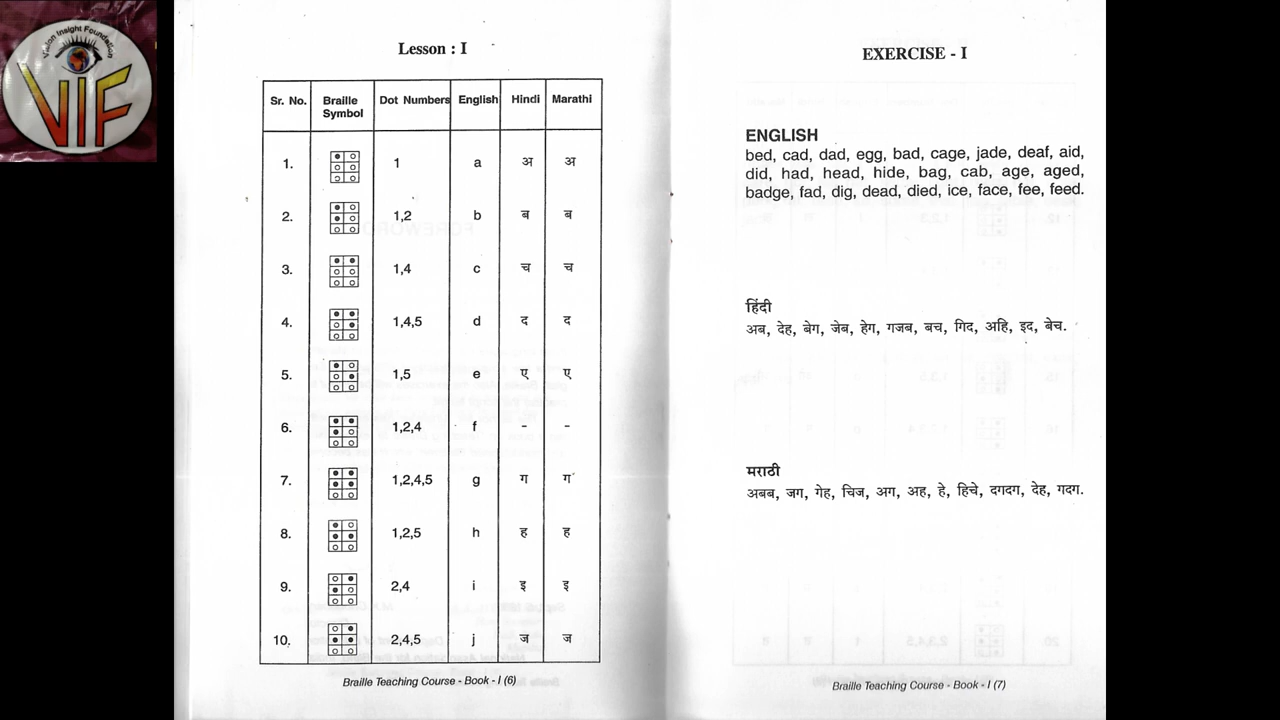 Vision Insight Foundation
VIF
Lesson : I
Sr. No. Braille Symbol Dot Numbers English Hindi Marathi
1. 1 a अ अ
2. 1,2 b ब ब
3. 1,4 c च च
4. 1,4,5 d द द
5. 1,5 e ए ए
6. 1,2,4 f - -
7. 1,2,4,5 g ग ग
8. 1,2,5 h ह ह
9. 2,4 i इ इ
10. 2,4,5 j ज ज
Braille Teaching Course - Book - I (6)
EXERCISE - I
ENGLISH
bed, cad, dad, egg, bad, cage, jade, deaf, aid,
did, had, head, hide, bag, cab, age, aged,
badge, fad, dig, dead, died, ice, face, fee, feed.
हिंदी
अब, देह, बेग, जेब, हेग, गजब, बच, गिद, अहि, इद, बेच.
मराठी
अबब, जग, गेह, चिज, अग, अह, हे, हिचे, दगदग, देह, गदग.
Braille Teaching Course - Book - I (7)